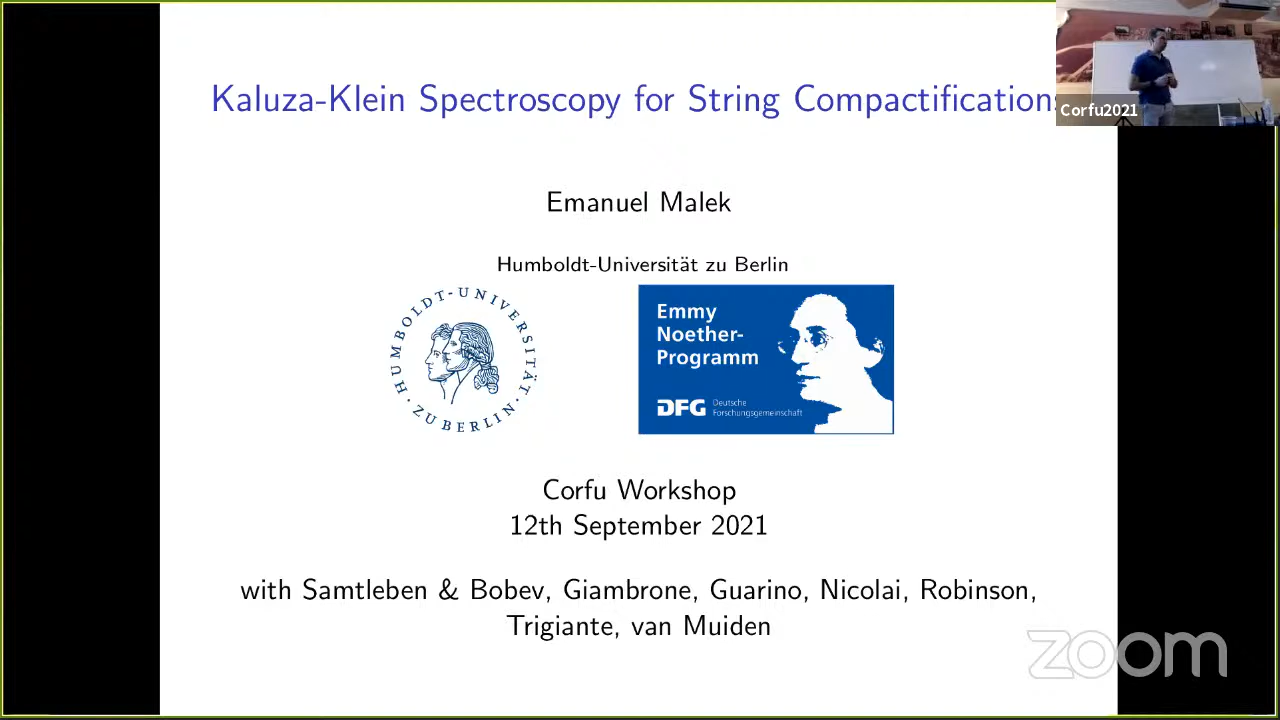 Kaluza-Klein Spectroscopy for String Compactification
Corfu2021
Emanuel Malek
Humboldt-Universität zu Berlin
HUMBOLDT-UNIVERSITÄT
ZU BERLIN
Emmy
Noether-
Programm
DFG Deutsche
Forschungsgemeinschaft
Corfu Workshop
12th September 2021
with Samtleben & Bobev, Giambrone, Guarino, Nicolai, Robinson,
Trigiante, van Muiden
zoom